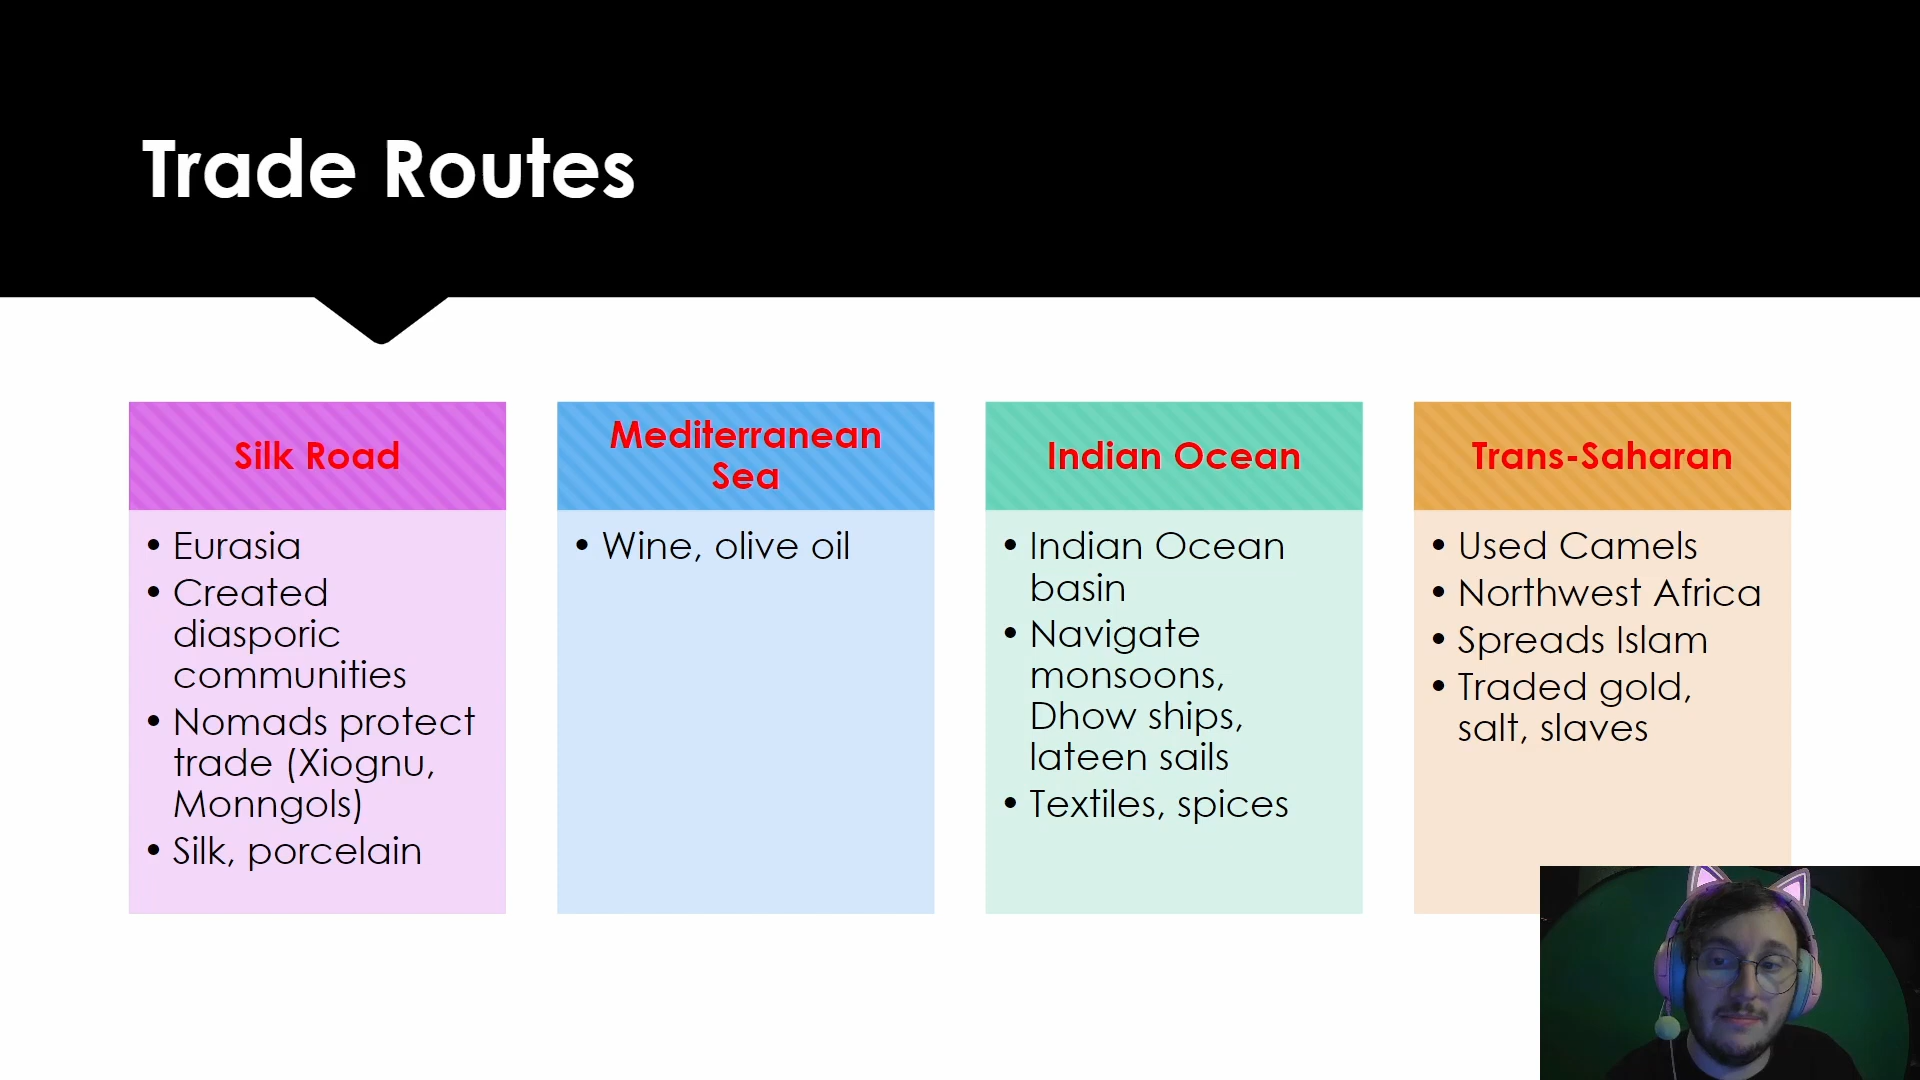 Trade Routes
Silk Road
• Eurasia
• Created
diasporic
communities
• Nomads protect
trade (Xiognu,
Monngols)
• Silk, porcelain
Mediterranean
Sea
• Wine, olive oil
Indian Ocean
• Indian Ocean
basin
• Navigate
monsoons,
Dhow ships,
lateen sails
• Textiles, spices
Trans-Saharan
• Used Camels
• Northwest Africa
• Spreads Islam
• Traded gold,
salt, slaves